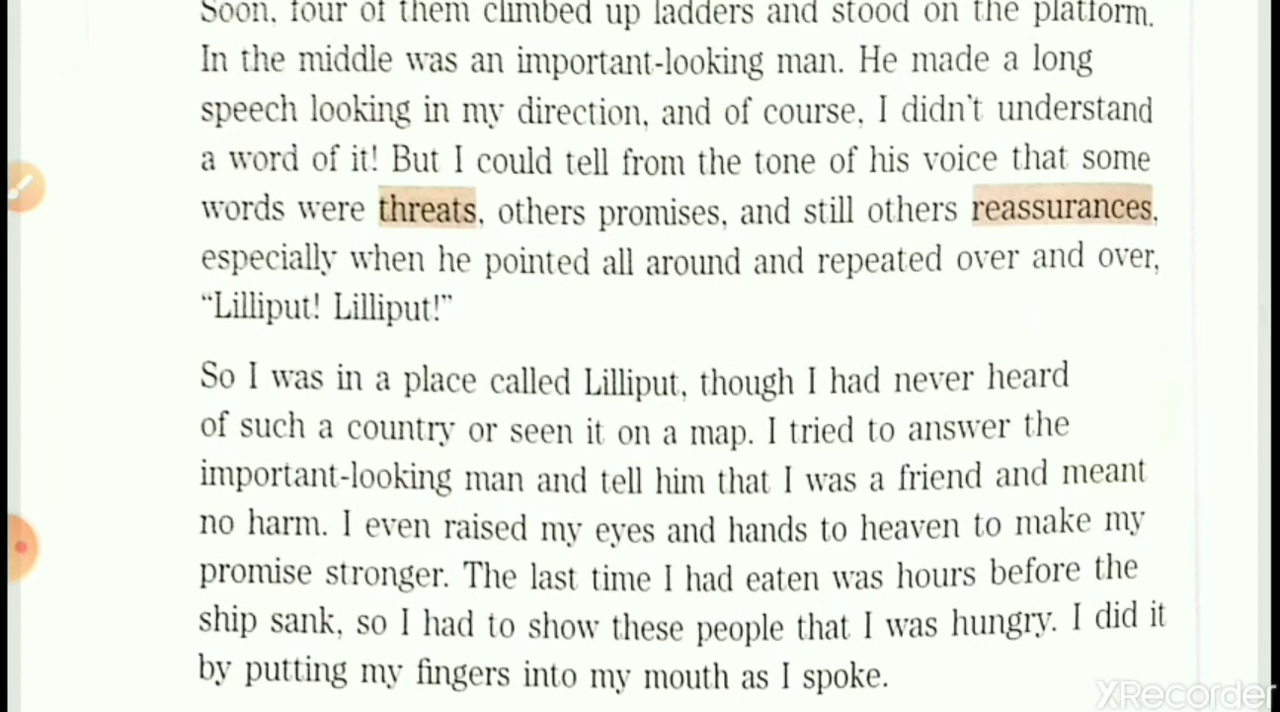 Soon, four of them climbed up ladders and stood on the platform.
In the middle was an important-looking man. He made a long
speech looking in my direction, and of course, I didn't understand
a word of it! But I could tell from the tone of his voice that some
words were threats, others promises, and still others reassurances,
especially when he pointed all around and repeated over and over,
“Lilliput! Lilliput!”
So I was in a place called Lilliput, though I had never heard
of such a country or seen it on a map. I tried to answer the
important-looking man and tell him that I was a friend and meant
no harm. I even raised my eyes and hands to heaven to make my
promise stronger. The last time I had eaten was hours before the
ship sank, so I had to show these people that I was hungry. I did it
by putting my fingers into my mouth as I spoke.
XRecorder